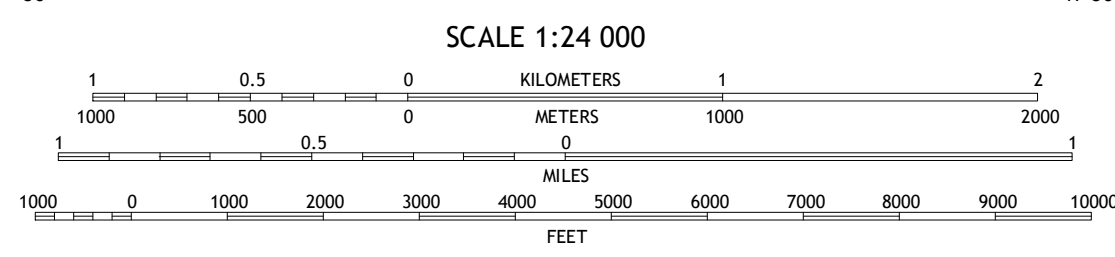 SCALE 1:24 000
1 0.5 0 KILOMETERS 1 2
1000 500 0 METERS 1000 2000
1 0.5 0 1
MILES
1000 0 1000 2000 3000 4000 5000 6000 7000 8000 9000 10000
FEET